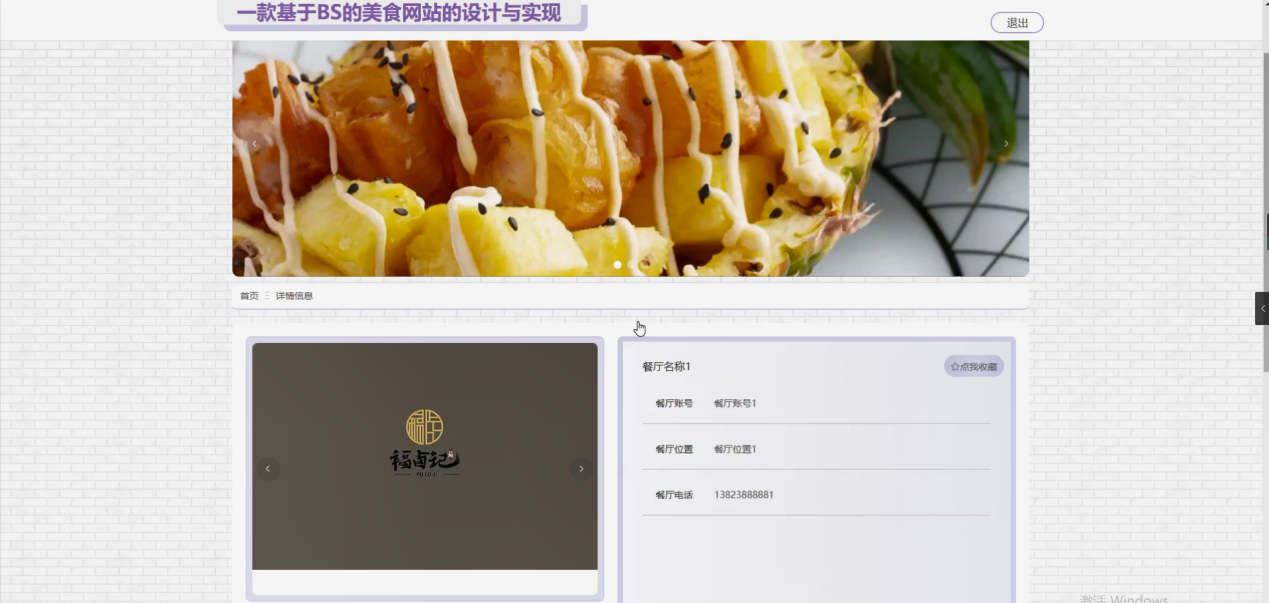 一款基于BS的美食网站的设计与实现
退出
首页 三 详情信息
福卤记
餐厅名称1
☆点我收藏
餐厅账号 餐厅账号1
餐厅位置 餐厅位置1
餐厅电话 13823888881
激活 Windows